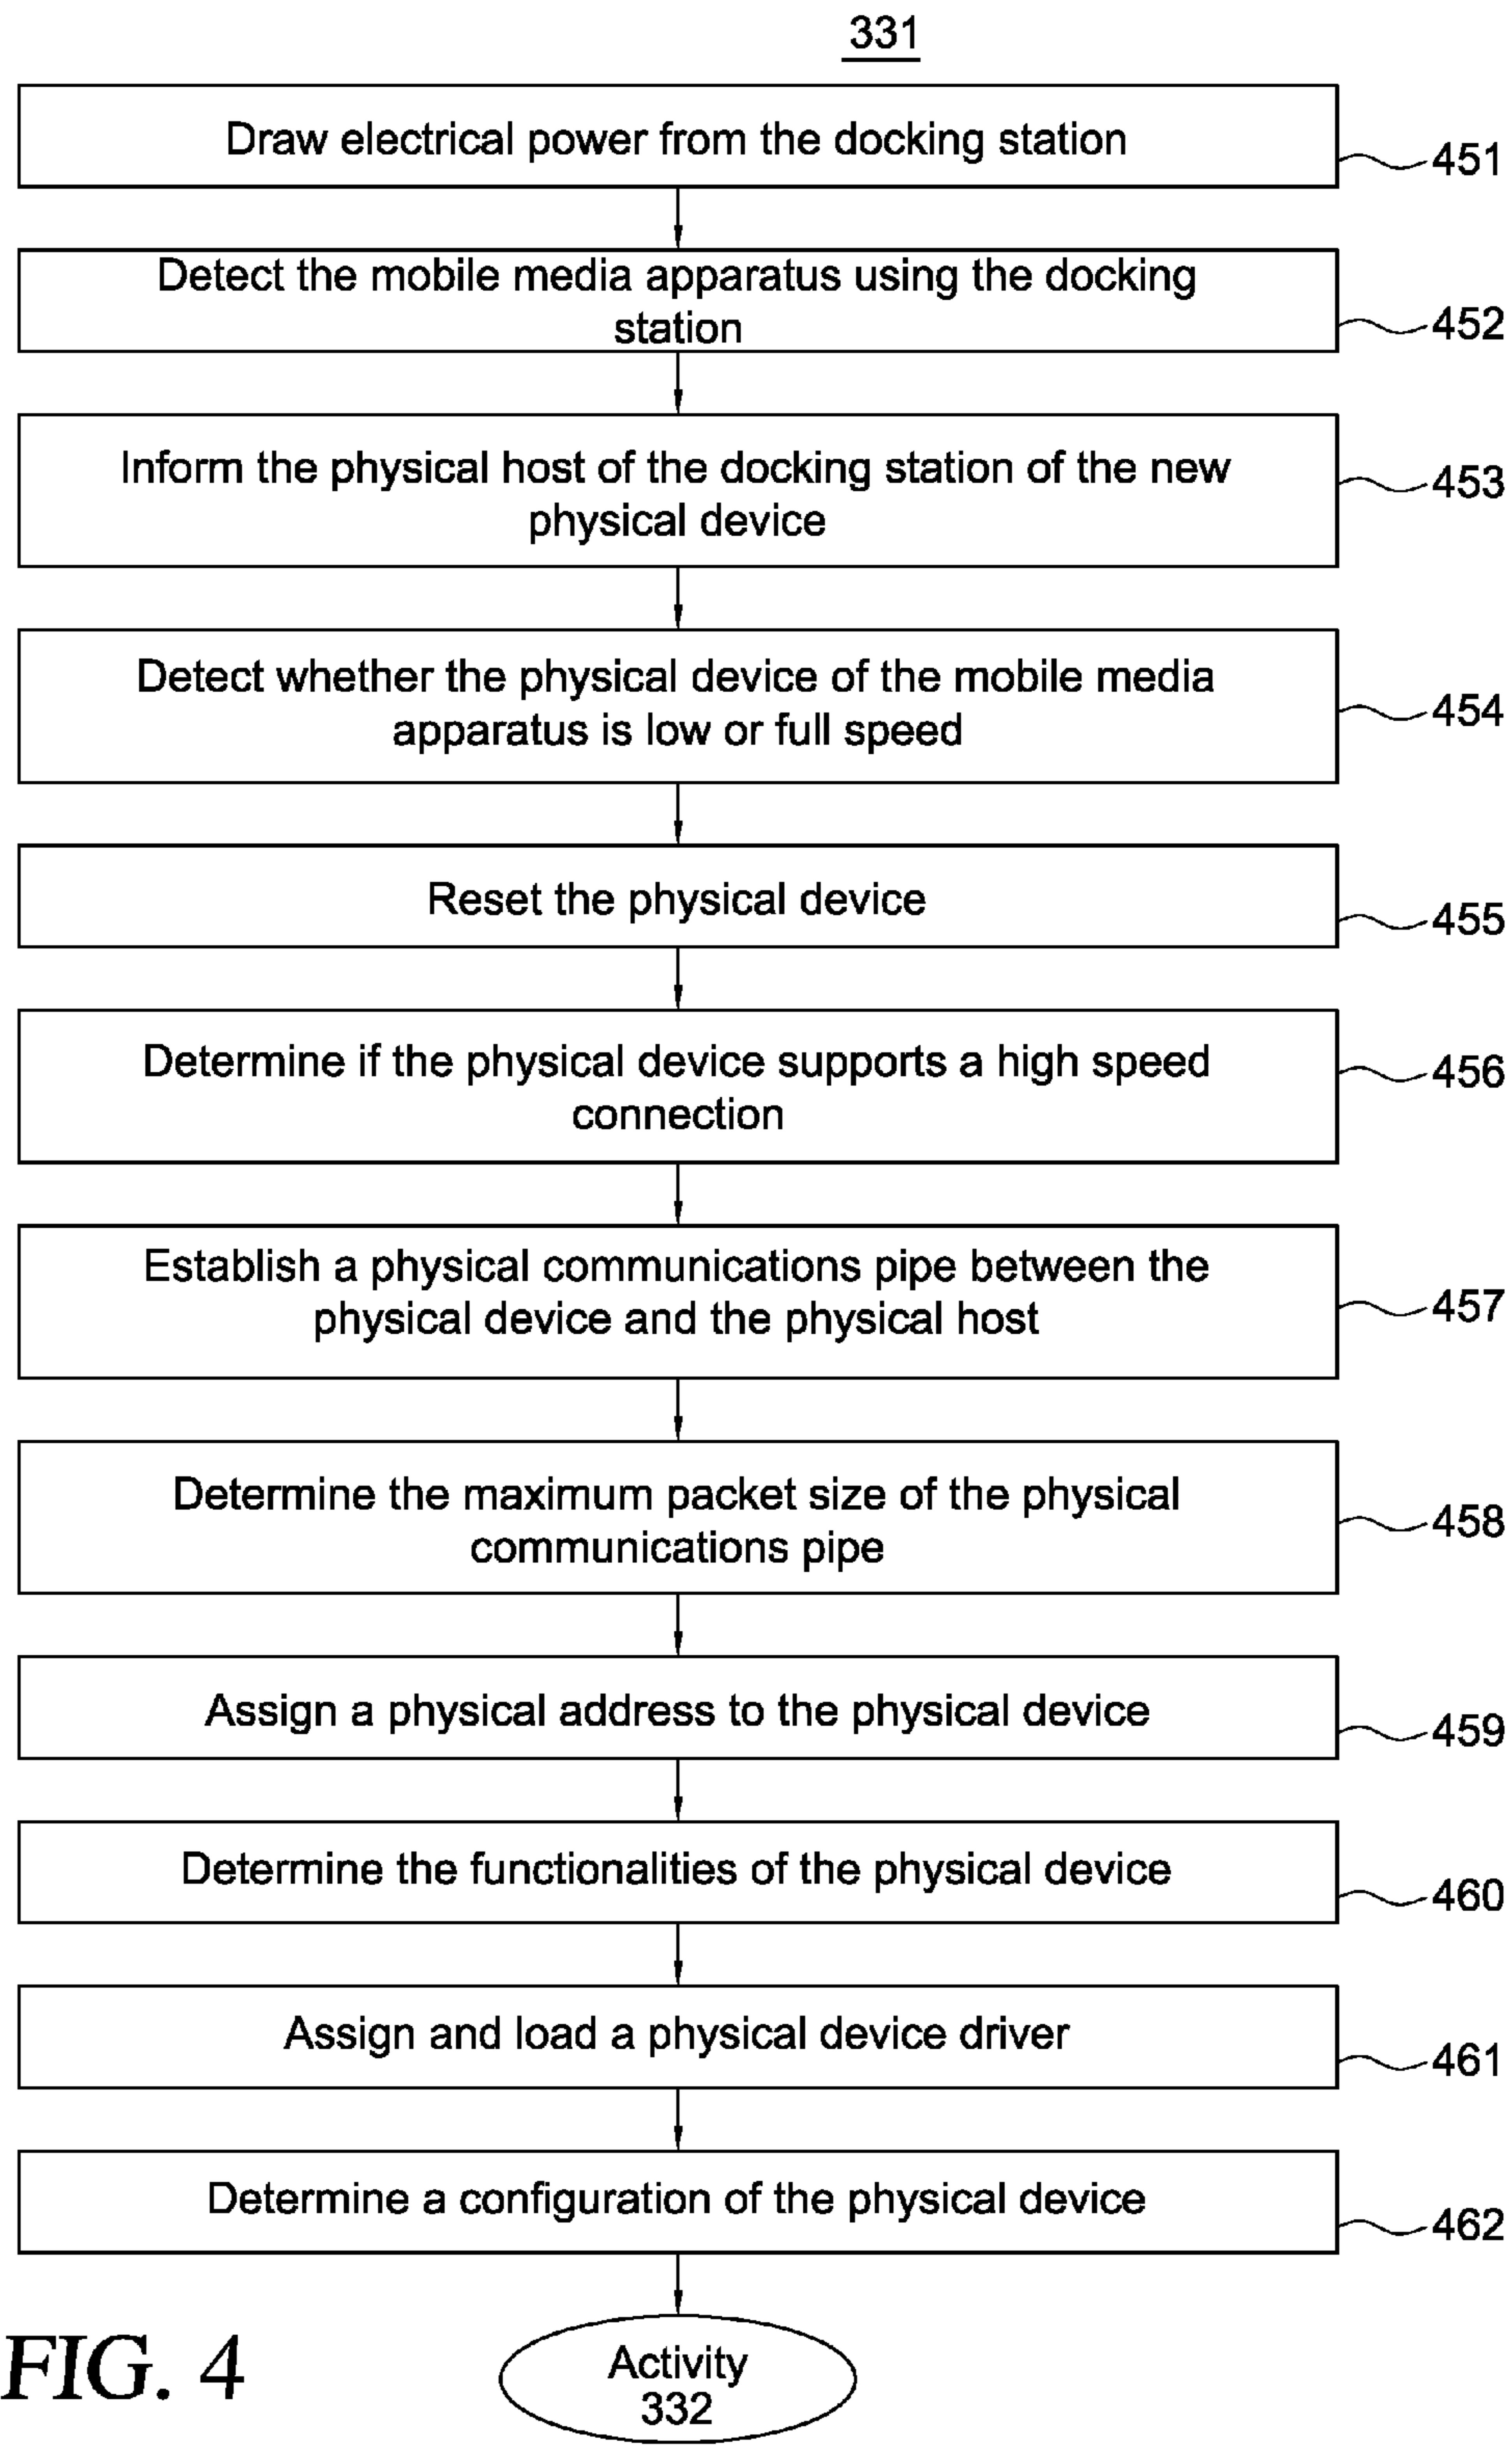 331
Draw electrical power from the docking station
451
Detect the mobile media apparatus using the docking
station
452
Inform the physical host of the docking station of the new
physical device
453
Detect whether the physical device of the mobile media
apparatus is low or full speed
454
Reset the physical device
455
Determine if the physical device supports a high speed
connection
456
Establish a physical communications pipe between the
physical device and the physical host
457
Determine the maximum packet size of the physical
communications pipe
458
Assign a physical address to the physical device
459
Determine the functionalities of the physical device
460
Assign and load a physical device driver
461
Determine a configuration of the physical device
462
Activity
332
FIG. 4